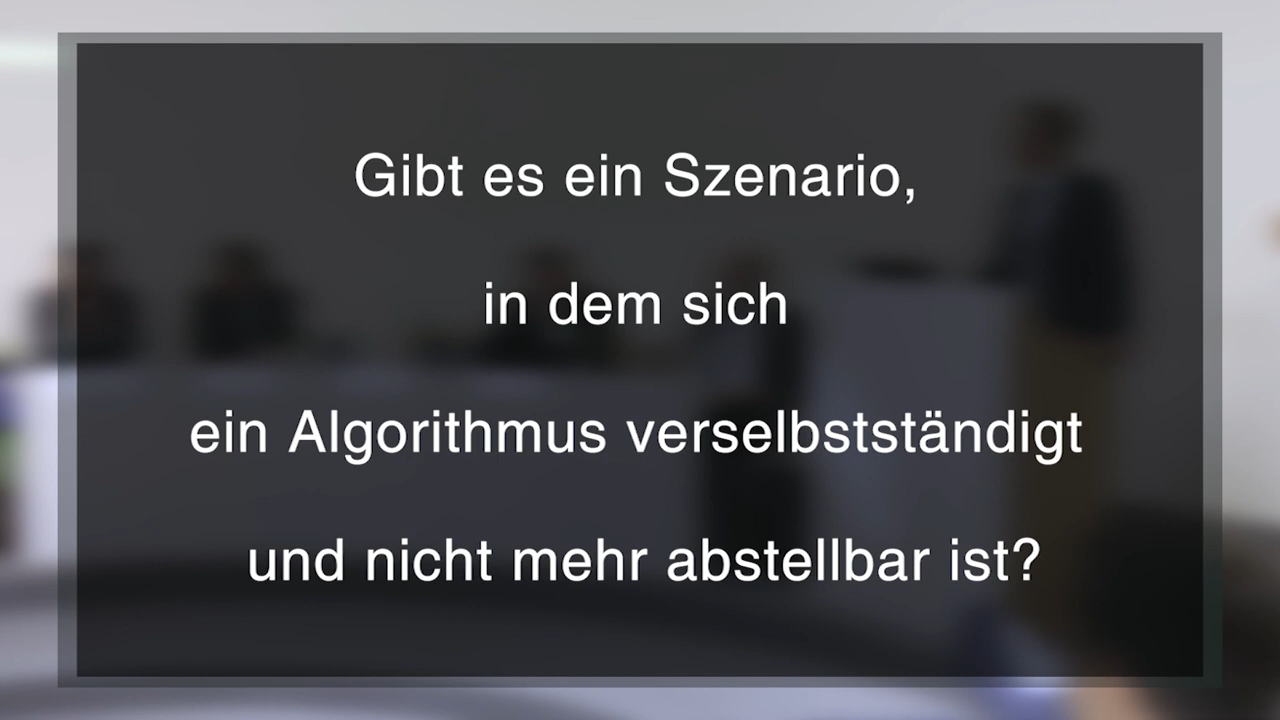 Gibt es ein Szenario,
in dem sich
ein Algorithmus verselbstständigt
und nicht mehr abstellbar ist?